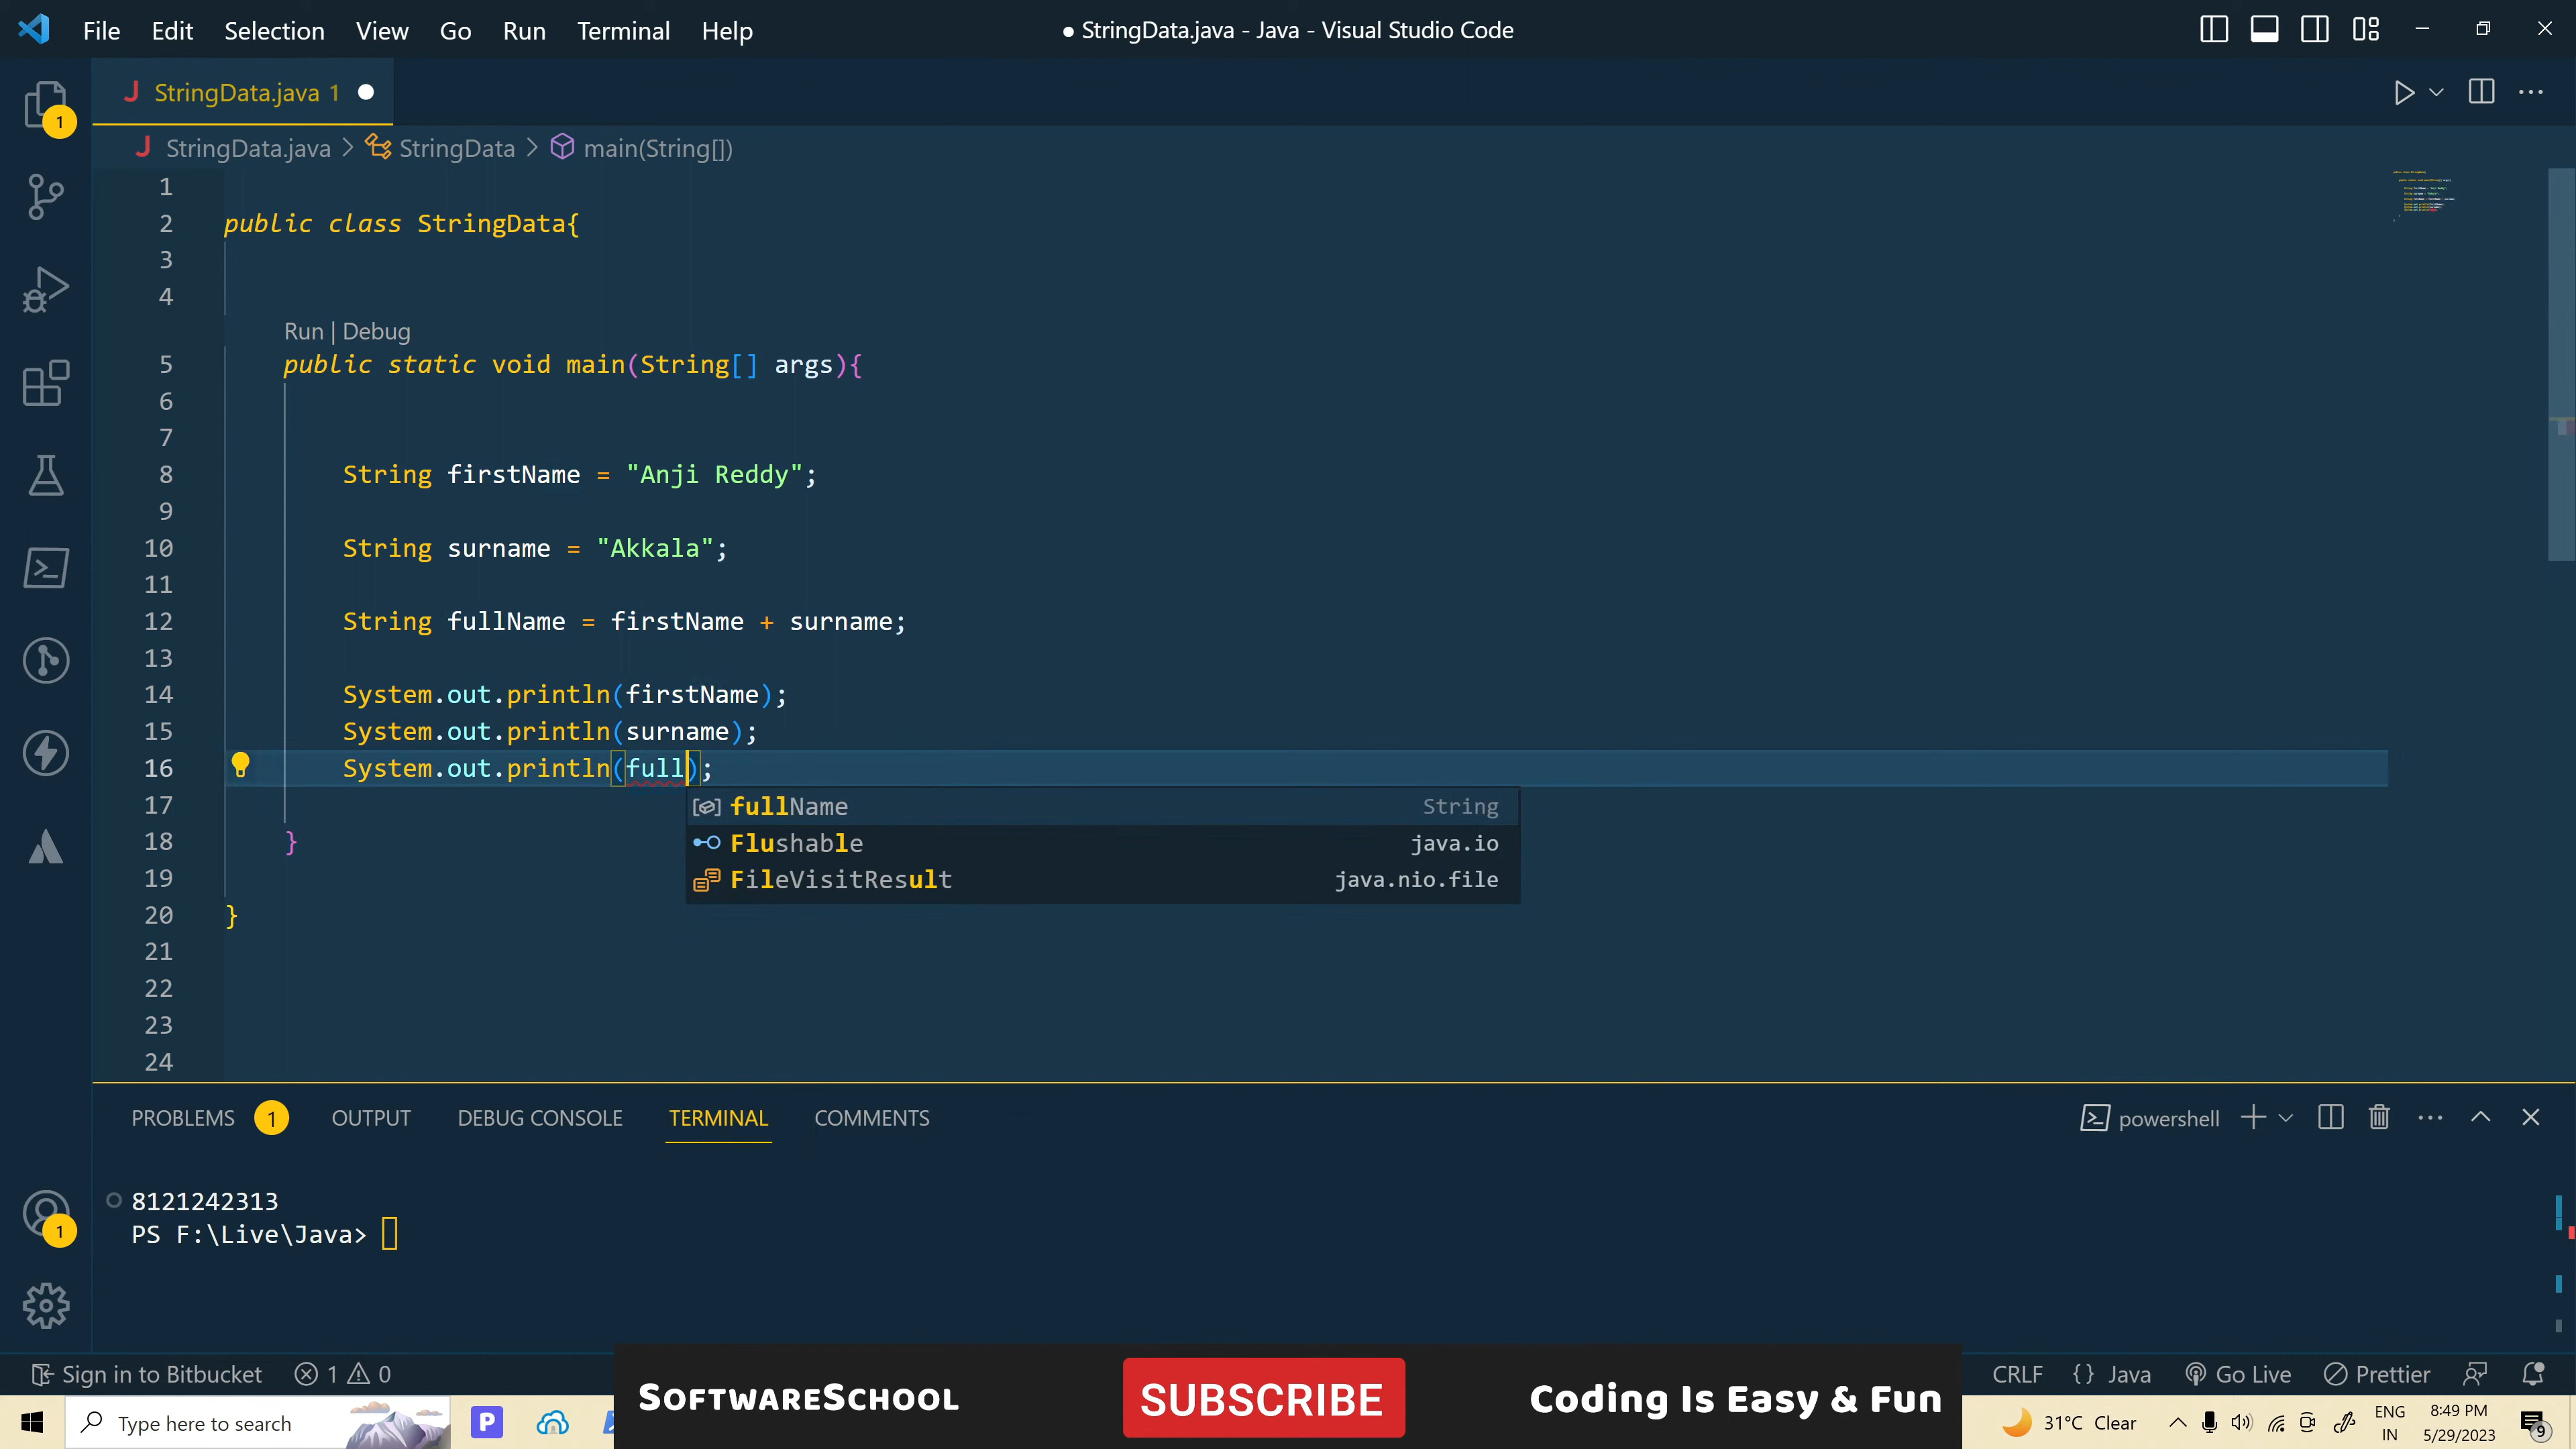 File Edit Selection View Go Run Terminal Help ● StringData.java - Java - Visual Studio Code
J StringData.java 1
J StringData.java > StringData > main(String[])
1
1
2 public class StringData{
3
4
Run | Debug
5 public static void main(String[] args){
6
7
8 String firstName = "Anji Reddy";
9
10 String surname = "Akkala";
11
12 String fullName = firstName + surname;
13
14 System.out.println(firstName);
15 System.out.println(surname);
16 System.out.println(full);
17 fullName String
18 } Flushable java.io
19 FileVisitResult java.nio.file
20 }
21
22
23
24
PROBLEMS 1 OUTPUT DEBUG CONSOLE TERMINAL COMMENTS powershell
8121242313
PS F:\Live\Java>
1
Sign in to Bitbucket 1 0 CRLF {} Java Go Live Prettier
SOFTWARESCHOOL SUBSCRIBE Coding Is Easy & Fun
Type here to search P 31°C Clear ENG IN 8:49 PM 5/29/2023 9